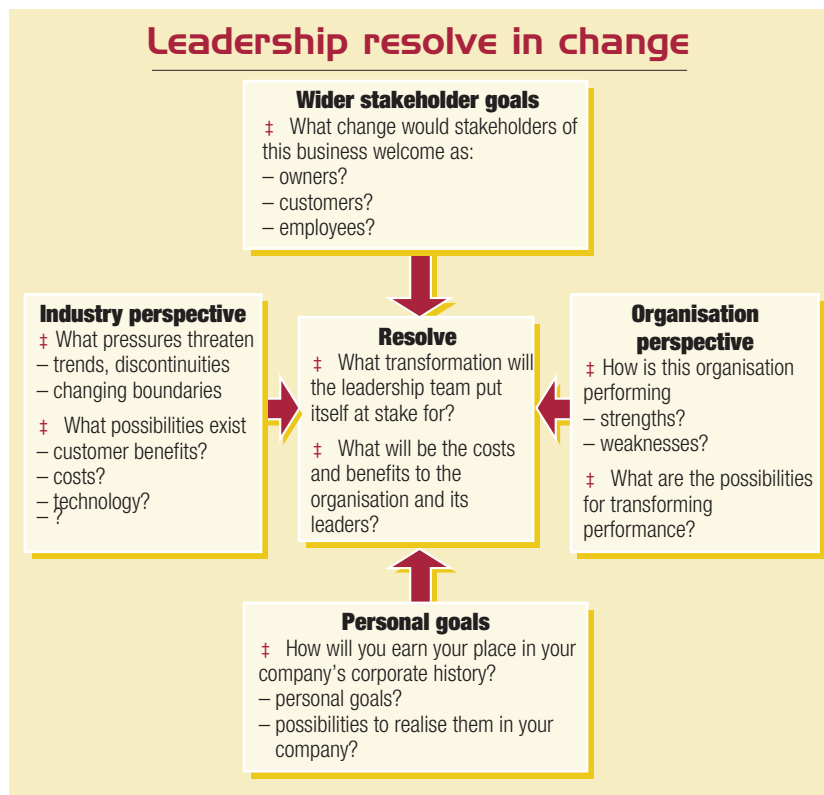 Leadership resolve in change
Wider stakeholder goals
‡ What change would stakeholders of
this business welcome as:
– owners?
– customers?
– employees?
Industry perspective
‡ What pressures threaten
– trends, discontinuities
– changing boundaries
‡ What possibilities exist
– customer benefits?
– costs?
– technology?
– ?
Resolve
‡ What transformation will
the leadership team put
itself at stake for?
‡ What will be the costs
and benefits to the
organisation and its
leaders?
Organisation
perspective
‡ How is this organisation
performing
– strengths?
– weaknesses?
‡ What are the possibilities
for transforming
performance?
Personal goals
‡ How will you earn your place in your
company’s corporate history?
– personal goals?
– possibilities to realise them in your
company?